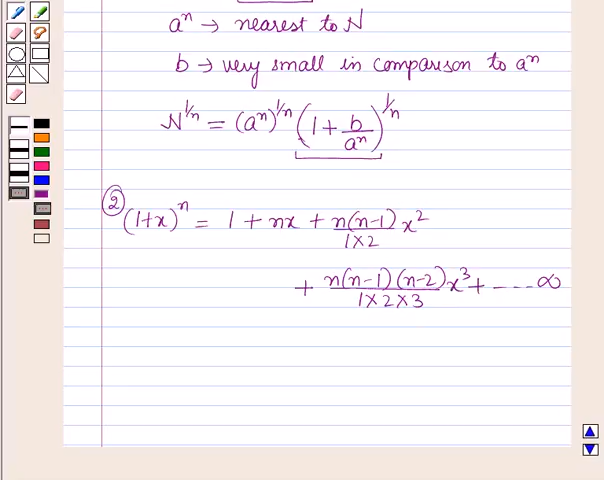 aⁿ → nearest to N
b → very small in comparison to aⁿ
N^{1/n} = (aⁿ)^{1/n} (1 + b/aⁿ)^{1/n}
② (1+x)ⁿ = 1 + nx + n(n-1)/1×2 x²
+ n(n-1)(n-2)/1×2×3 x³ + ---- ∞